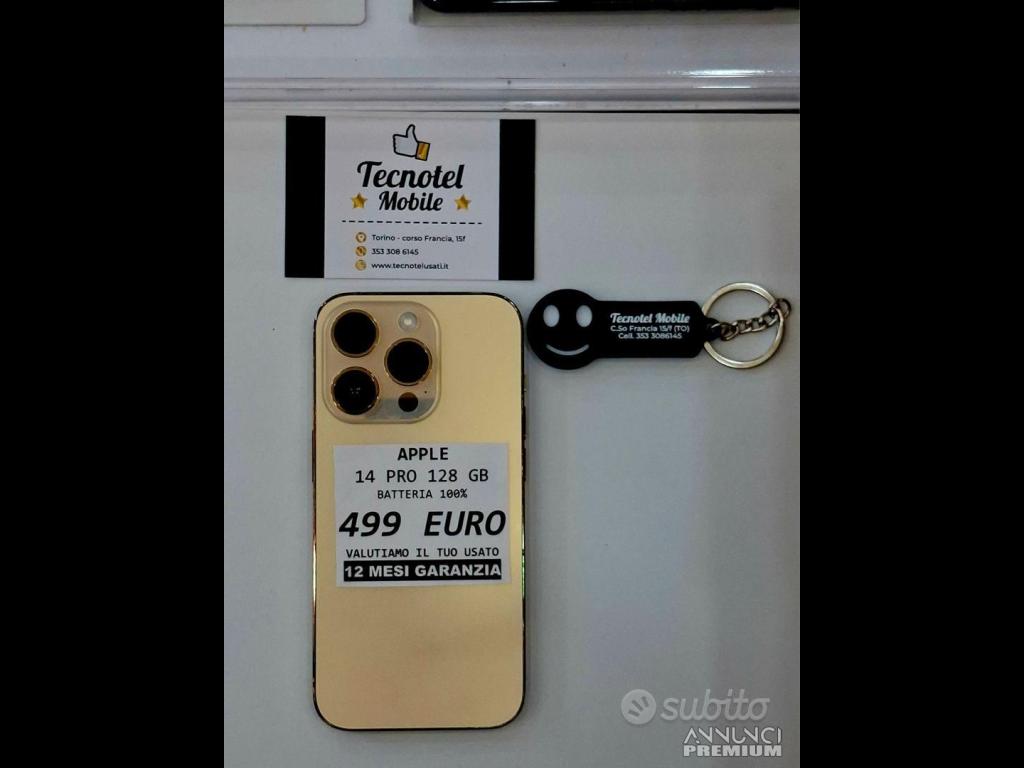 Tecnotel
Mobile
Torino - corso Francia, 15f
353 308 6145
www.tecnotelusati.it
Tecnotel Mobile
C.So Francia 15/f (TO)
Cell. 353 3086145
APPLE
14 PRO 128 GB
BATTERIA 100%
499 EURO
VALUTIAMO IL TUO USATO
12 MESI GARANZIA
subito
ANNUNCI
PREMIUM